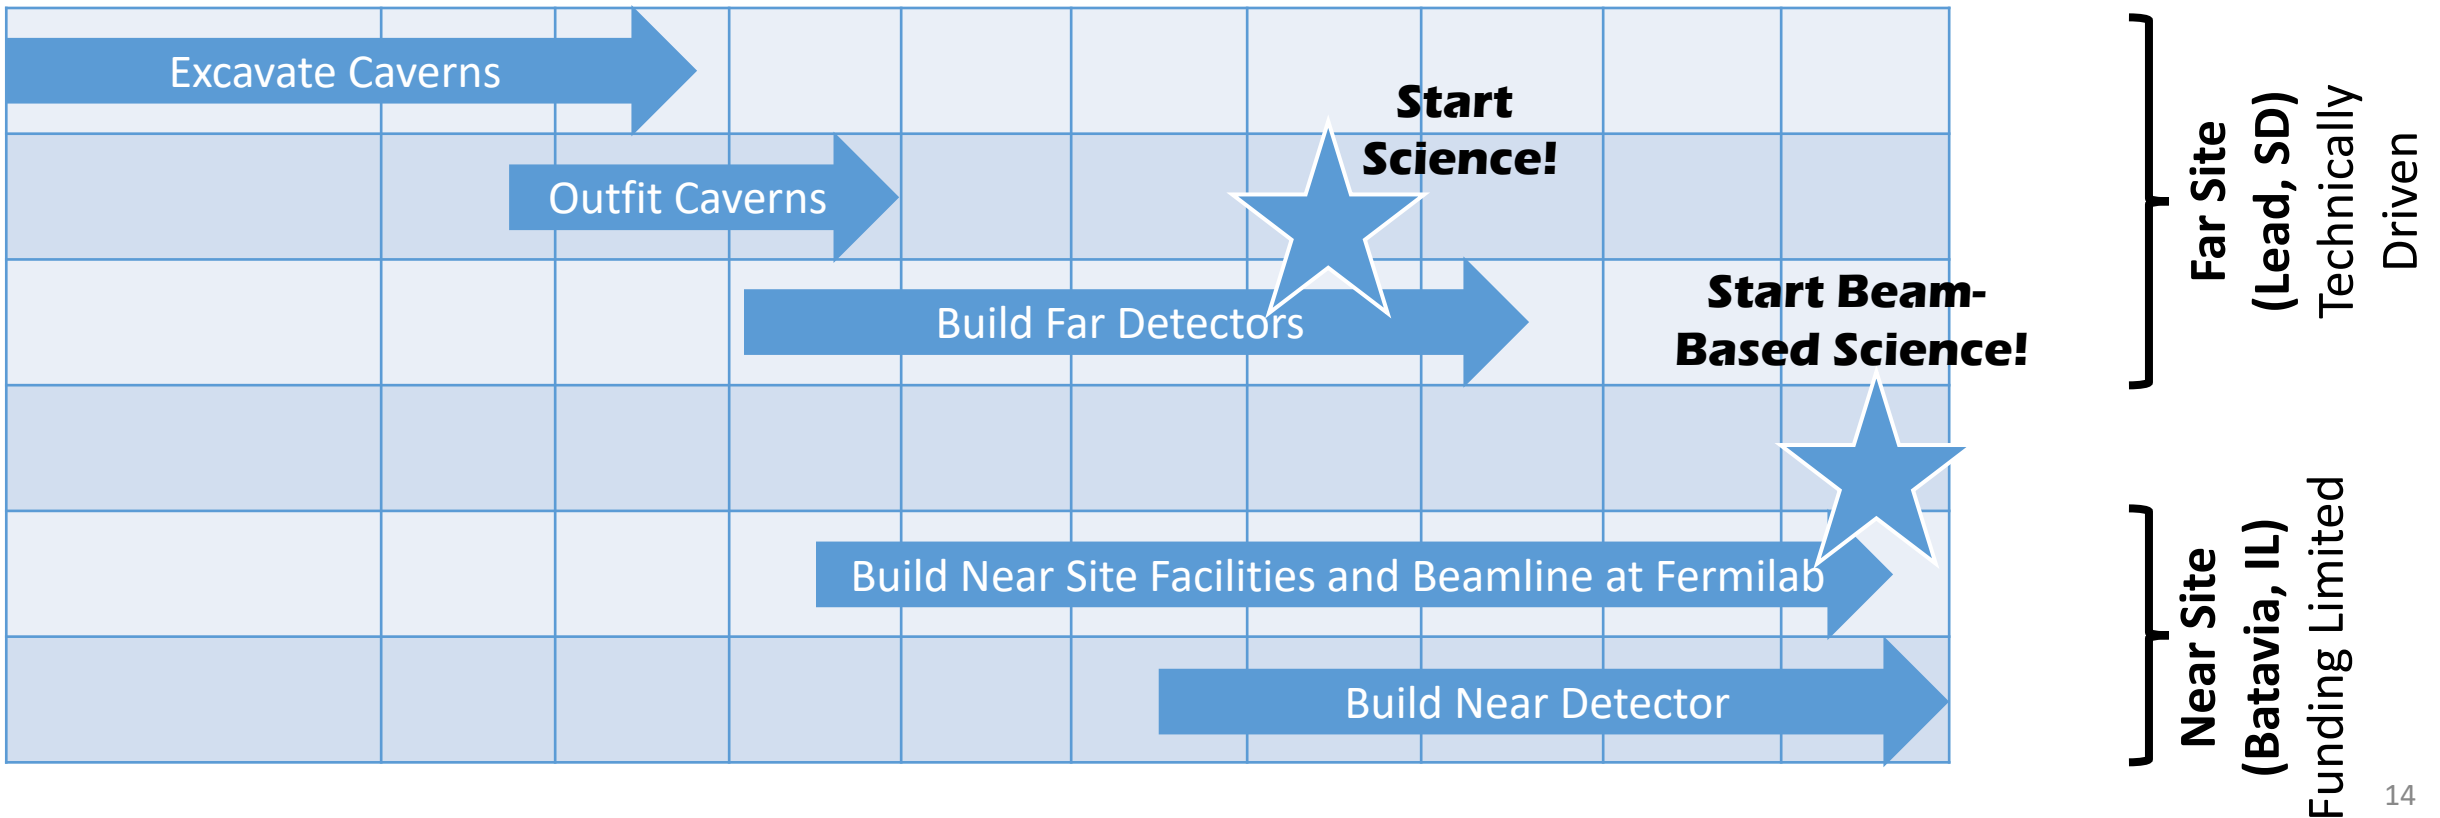 Excavate Caverns
Start
Science!
Outfit Caverns
Build Far Detectors
Start Beam-
Based Science!
Build Near Site Facilities and Beamline at Fermilab
Build Near Detector
Far Site
(Lead, SD)
Technically
Driven
Near Site
(Batavia, IL)
Funding Limited
14